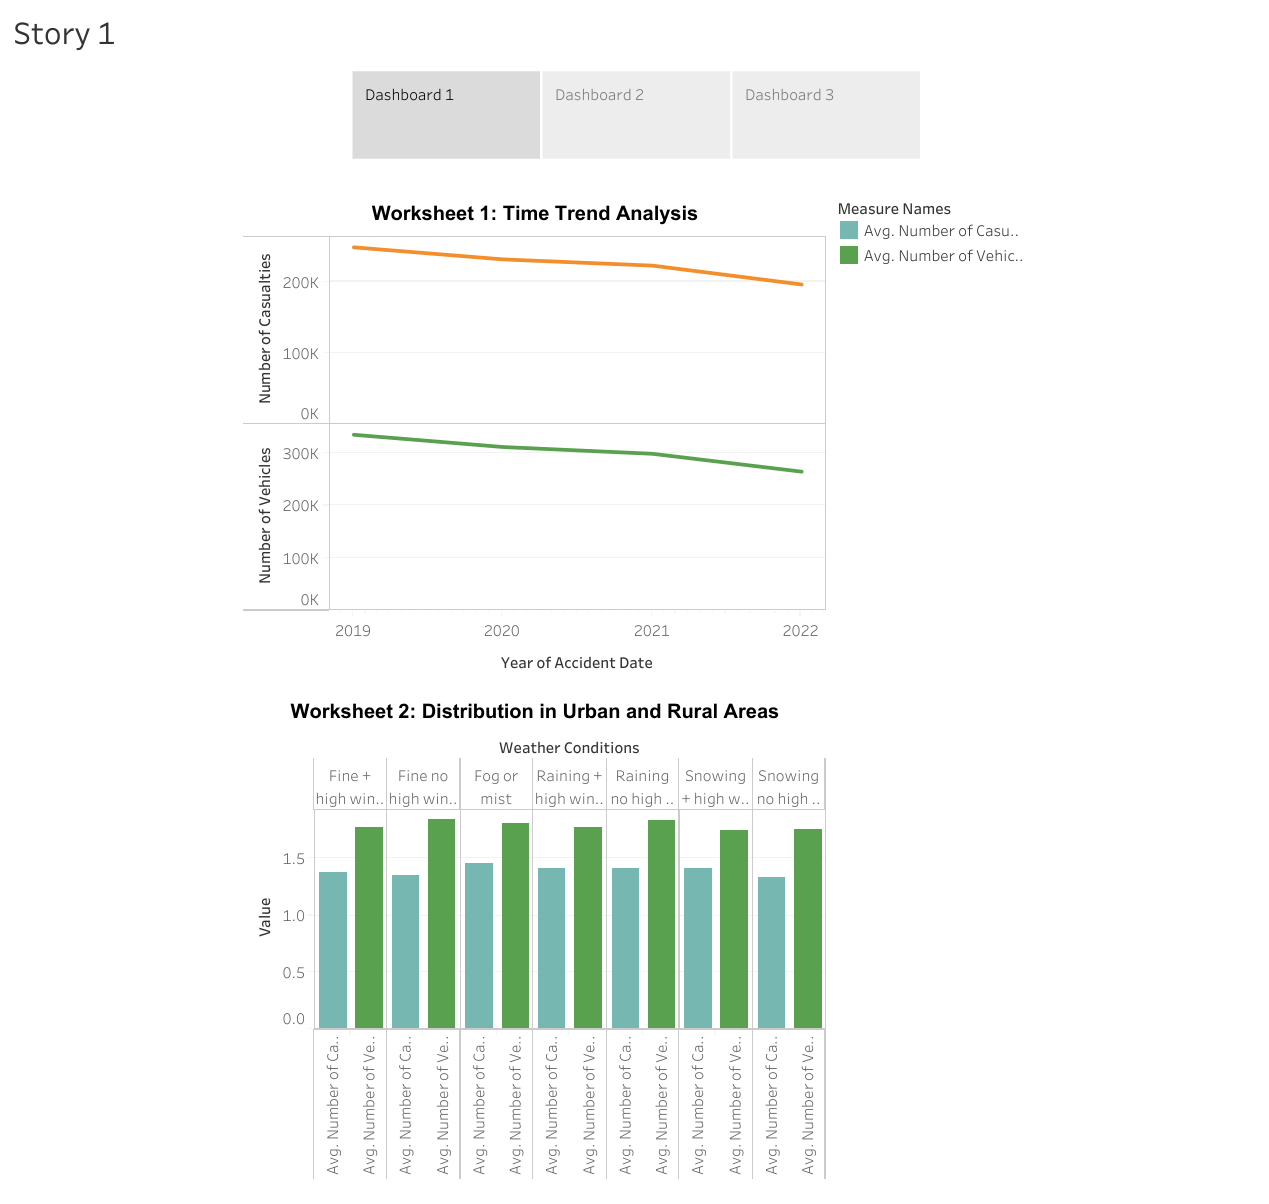 Story 1
Dashboard 1
Dashboard 2
Dashboard 3
Worksheet 1: Time Trend Analysis
Measure Names
Avg. Number of Casu..
Avg. Number of Vehic..
Number of Casualties
200K
100K
0K
Number of Vehicles
300K
200K
100K
0K
2019
2020
2021
2022
Year of Accident Date
Worksheet 2: Distribution in Urban and Rural Areas
Weather Conditions
Fine +
high win..
Fine no
high win..
Fog or
mist
Raining +
high win..
Raining
no high ..
Snowing
+ high w..
Snowing
no high ..
Value
1.5
1.0
0.5
0.0
Avg. Number of Ca..
Avg. Number of Ve..
Avg. Number of Ca..
Avg. Number of Ve..
Avg. Number of Ca..
Avg. Number of Ve..
Avg. Number of Ca..
Avg. Number of Ve..
Avg. Number of Ca..
Avg. Number of Ve..
Avg. Number of Ca..
Avg. Number of Ve..
Avg. Number of Ca..
Avg. Number of Ve..